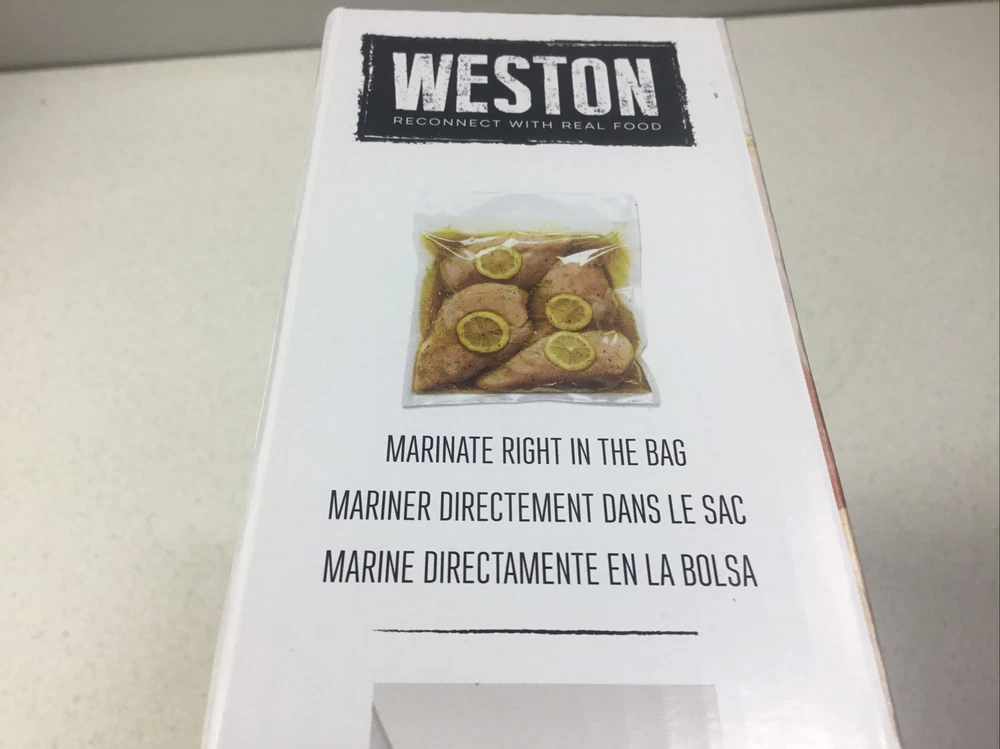 WESTON
RECONNECT WITH REAL FOOD
MARINATE RIGHT IN THE BAG
MARINER DIRECTEMENT DANS LE SAC
MARINE DIRECTAMENTE EN LA BOLSA